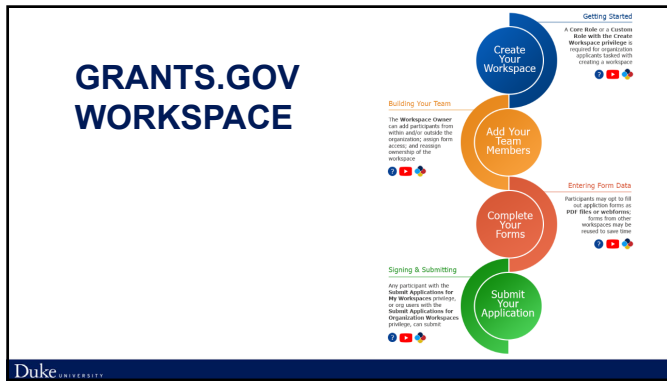 GRANTS.GOV
WORKSPACE
Getting Started
Create
Your
Workspace
A Core Role or a Custom
Role with the Create
Workspace privilege is
required for organization
applicants tasked with
creating a workspace
?
Building Your Team
The Workspace Owner
can add participants from
within and/or outside the
organization; assign form
access; and reassign
ownership of the
workspace
?
Add Your
Team
Members
Entering Form Data
Complete
Your
Forms
Participants may opt to fill
out appliction forms as
PDF files or webforms;
forms from other
workspaces may be
reused to save time
?
Signing & Submitting
Any participant with the
Submit Applications for
My Workspaces privilege,
or org users with the
Submit Applications for
Organization Workspaces
privilege, can submit
?
Submit
Your
Application
Duke UNIVERSITY